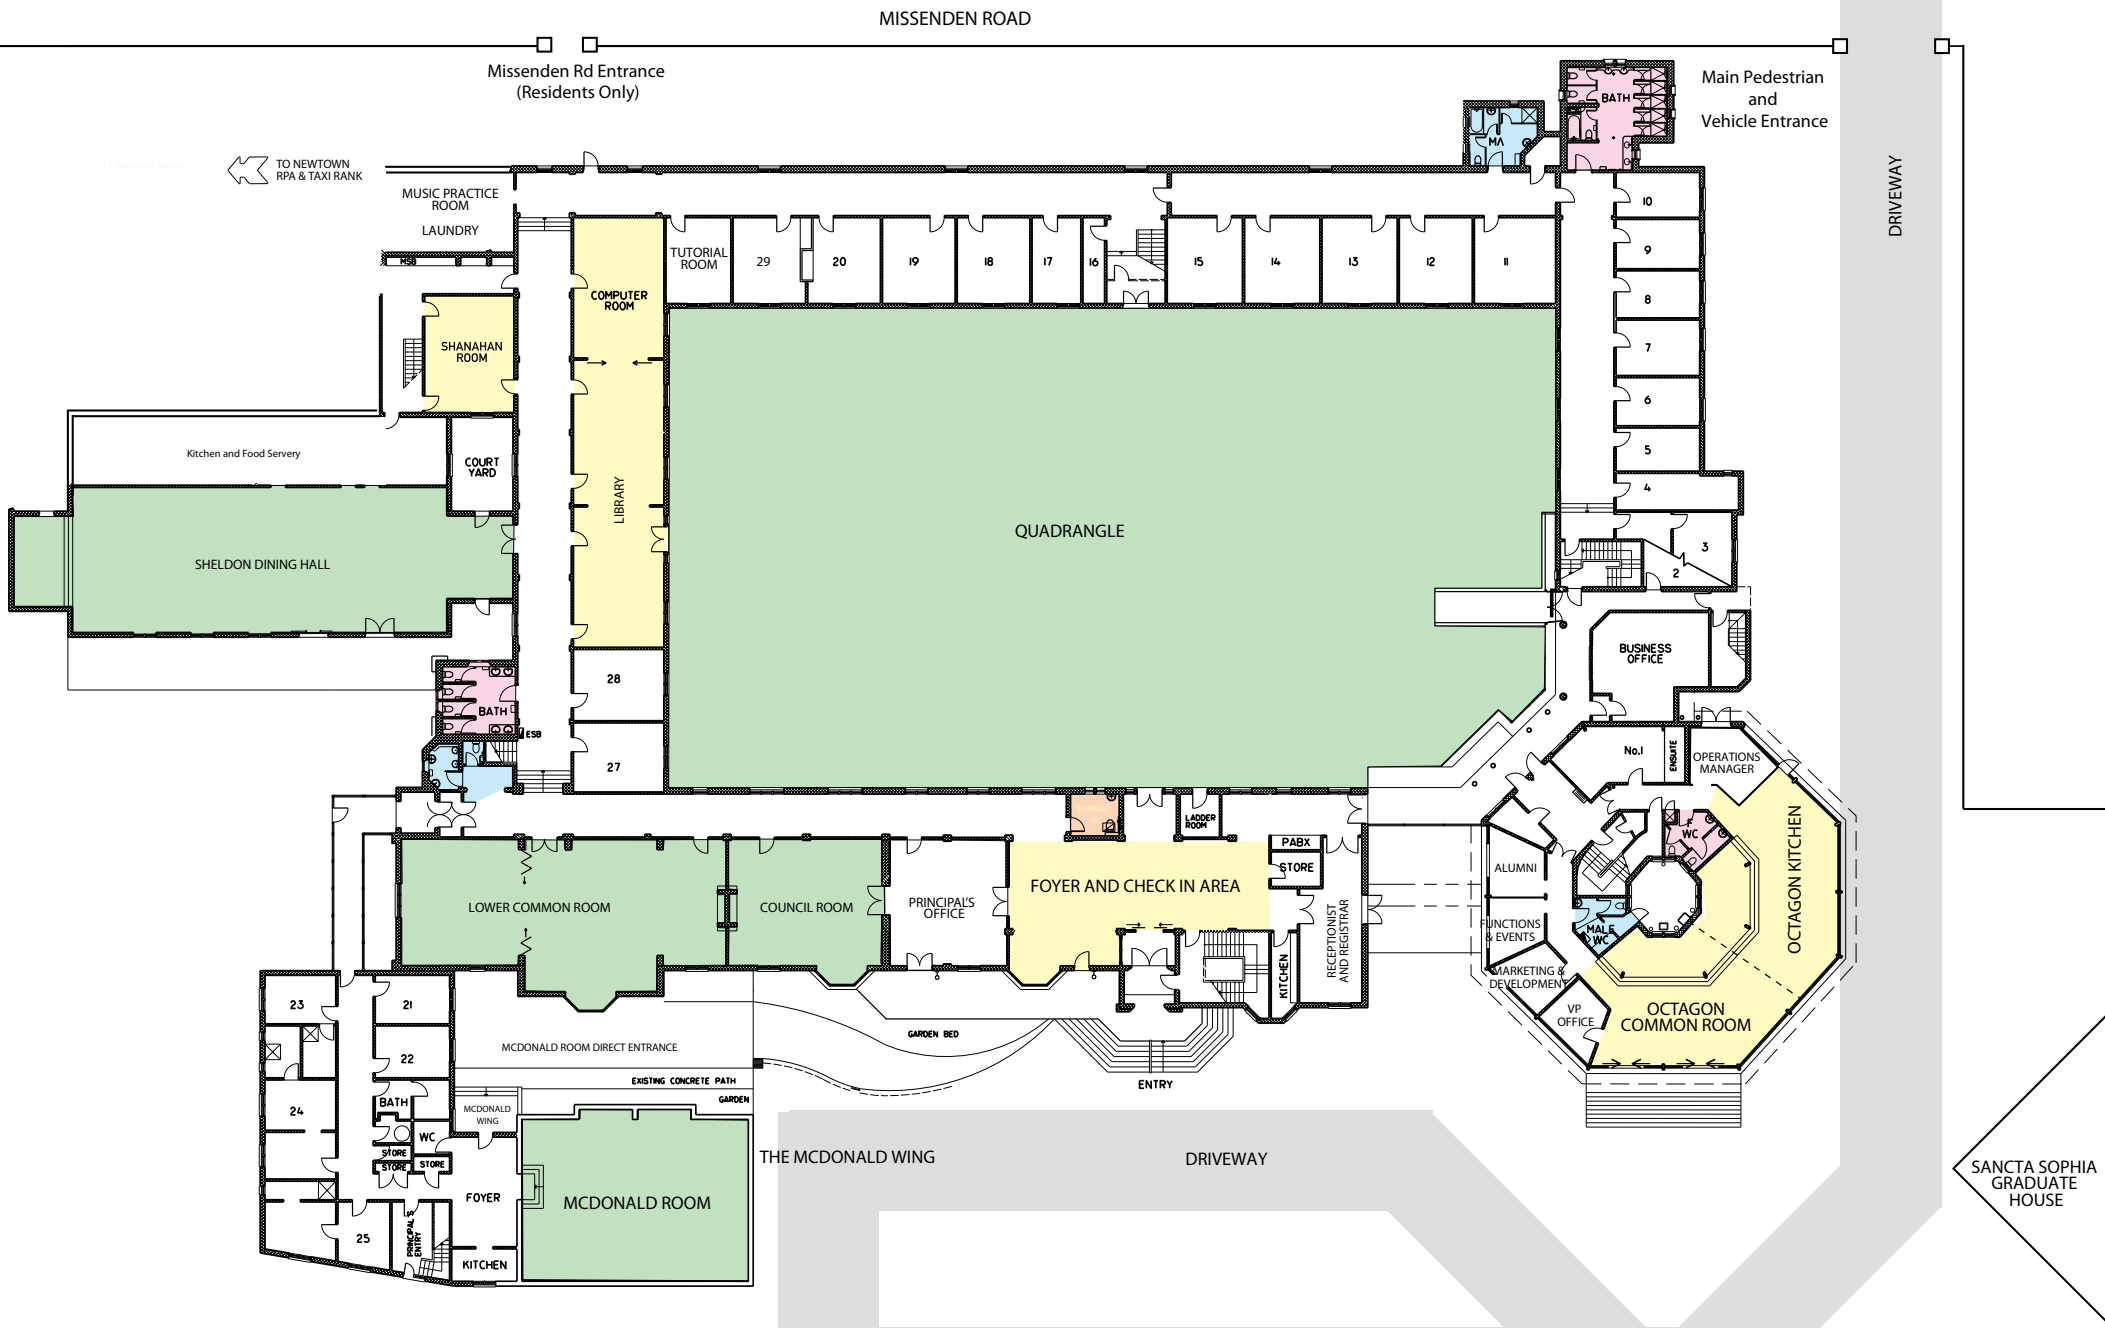 MISSENDEN ROAD
Missenden Rd Entrance
(Residents Only)
Main Pedestrian
and
Vehicle Entrance
DRIVEWAY
TO NEWTOWN
RPA & TAXI RANK
BATH
MUSIC PRACTICE
ROOM
LAUNDRY
MSB
TUTORIAL
ROOM
29
20
19
18
17
16
15
14
13
12
11
10
9
8
7
6
5
4
3
2
COMPUTER
ROOM
SHANAHAN
ROOM
Kitchen and Food Servery
COURT
YARD
LIBRARY
QUADRANGLE
SHELDON DINING HALL
BUSINESS
OFFICE
28
BATH
ESB
27
No.1
ENSUITE
OPERATIONS
MANAGER
LADDER
ROOM
PABX
STORE
F
WC
OCTAGON KITCHEN
ALUMNI
FOYER AND CHECK IN AREA
LOWER COMMON ROOM
COUNCIL ROOM
PRINCIPAL'S
OFFICE
RECEPTIONIST
AND REGISTRAR
FUNCTIONS
& EVENTS
MALE
WC
KITCHEN
MARKETING &
DEVELOPMENT
VP
OFFICE
OCTAGON
COMMON ROOM
23
21
22
GARDEN BED
MCDONALD ROOM DIRECT ENTRANCE
EXISTING CONCRETE PATH
GARDEN
ENTRY
24
BATH
MCDONALD
WING
WC
STORE
STORE
STORE
THE MCDONALD WING
DRIVEWAY
SANCTA SOPHIA
GRADUATE
HOUSE
FOYER
MCDONALD ROOM
25
PRINCIPAL'S
ENTRY
KITCHEN